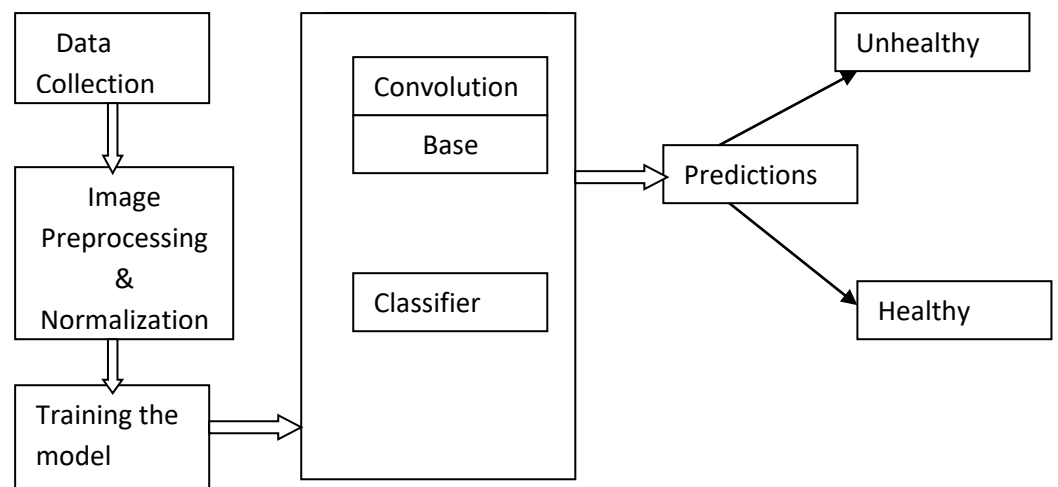 Data
Collection
Image
Preprocessing
&
Normalization
Training the
model
Convolution
Base
Classifier
Predictions
Unhealthy
Healthy